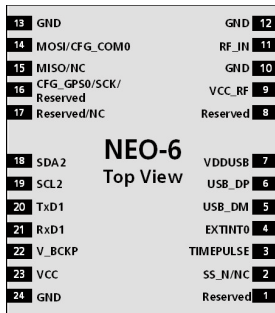 13 GND GND 12
14 MOSI/CFG_COM0 RF_IN 11
15 MISO/NC GND 10
16 CFG_GPS0/SCK/
Reserved VCC_RF 9
17 Reserved/NC Reserved 8
NEO-6
Top View
18 SDA2 VDDUSB 7
19 SCL2 USB_DP 6
20 TxD1 USB_DM 5
21 RxD1 EXTINT0 4
22 V_BCKP TIMEPULSE 3
23 VCC SS_N/NC 2
24 GND Reserved 1